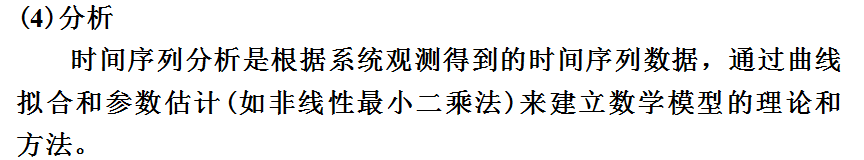 (4)分析
时间序列分析是根据系统观测得到的时间序列数据，通过曲线
拟合和参数估计(如非线性最小二乘法)来建立数学模型的理论和
方法。